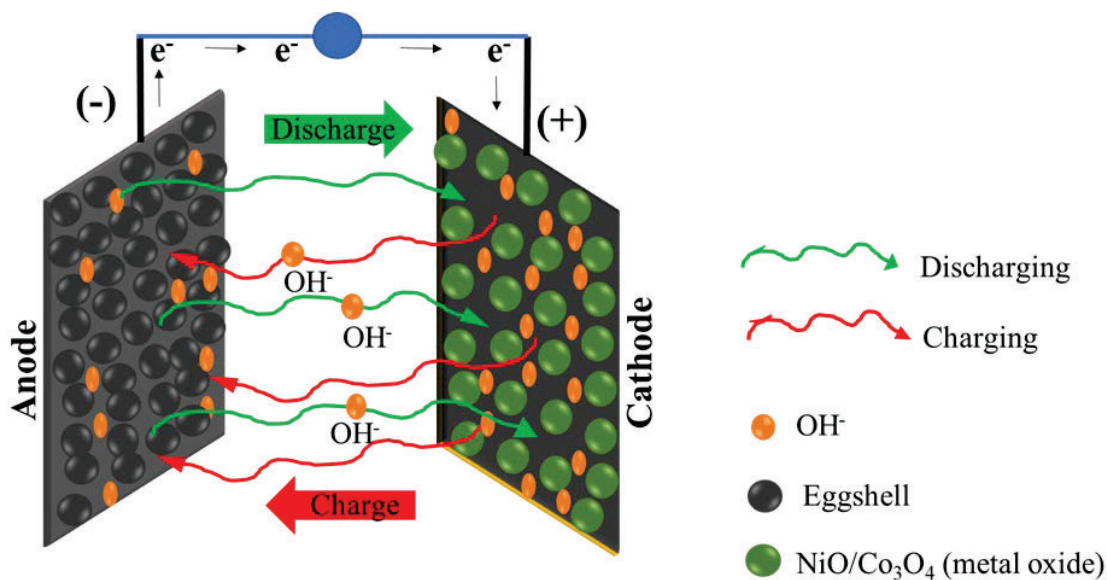 e⁻ e⁻ e⁻
(-)
Discharge
(+)
OH⁻
OH⁻
Anode
Cathode
OH⁻
Charge
Discharging
Charging
OH⁻
Eggshell
NiO/Co₃O₄ (metal oxide)